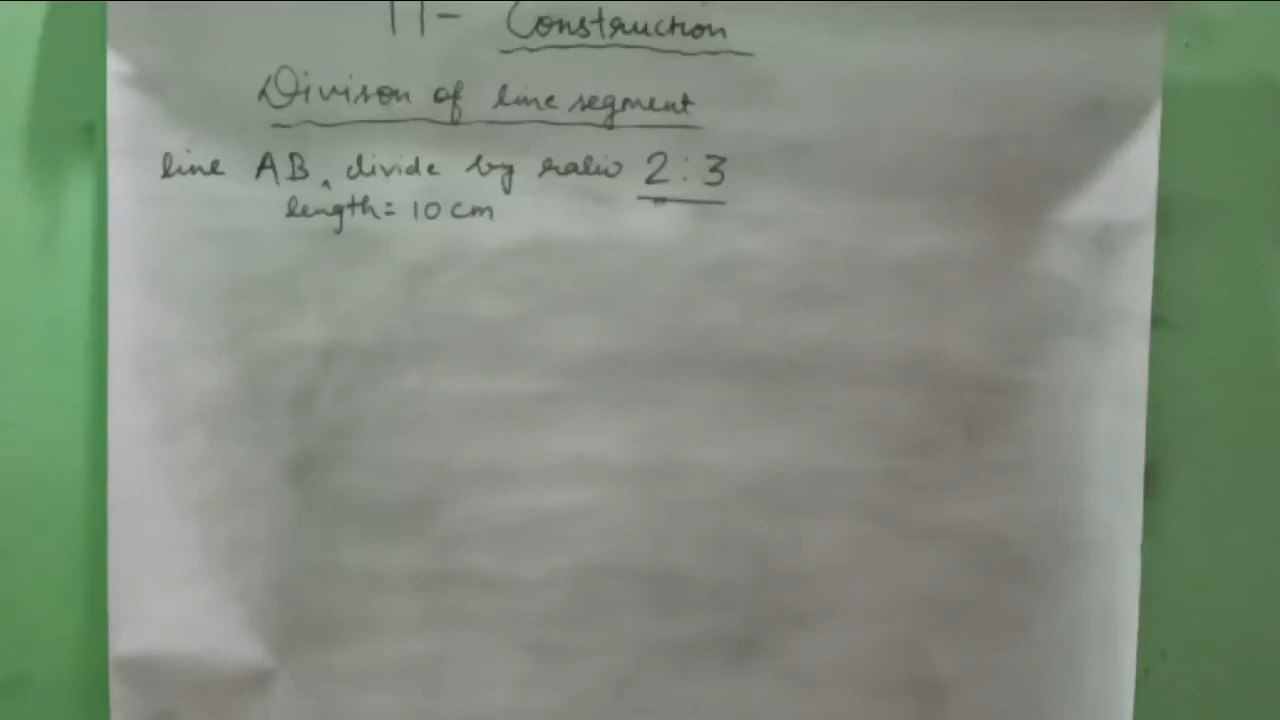 11- Construction
Divison of line segment
line AB, divide by ratio 2:3
length = 10 cm